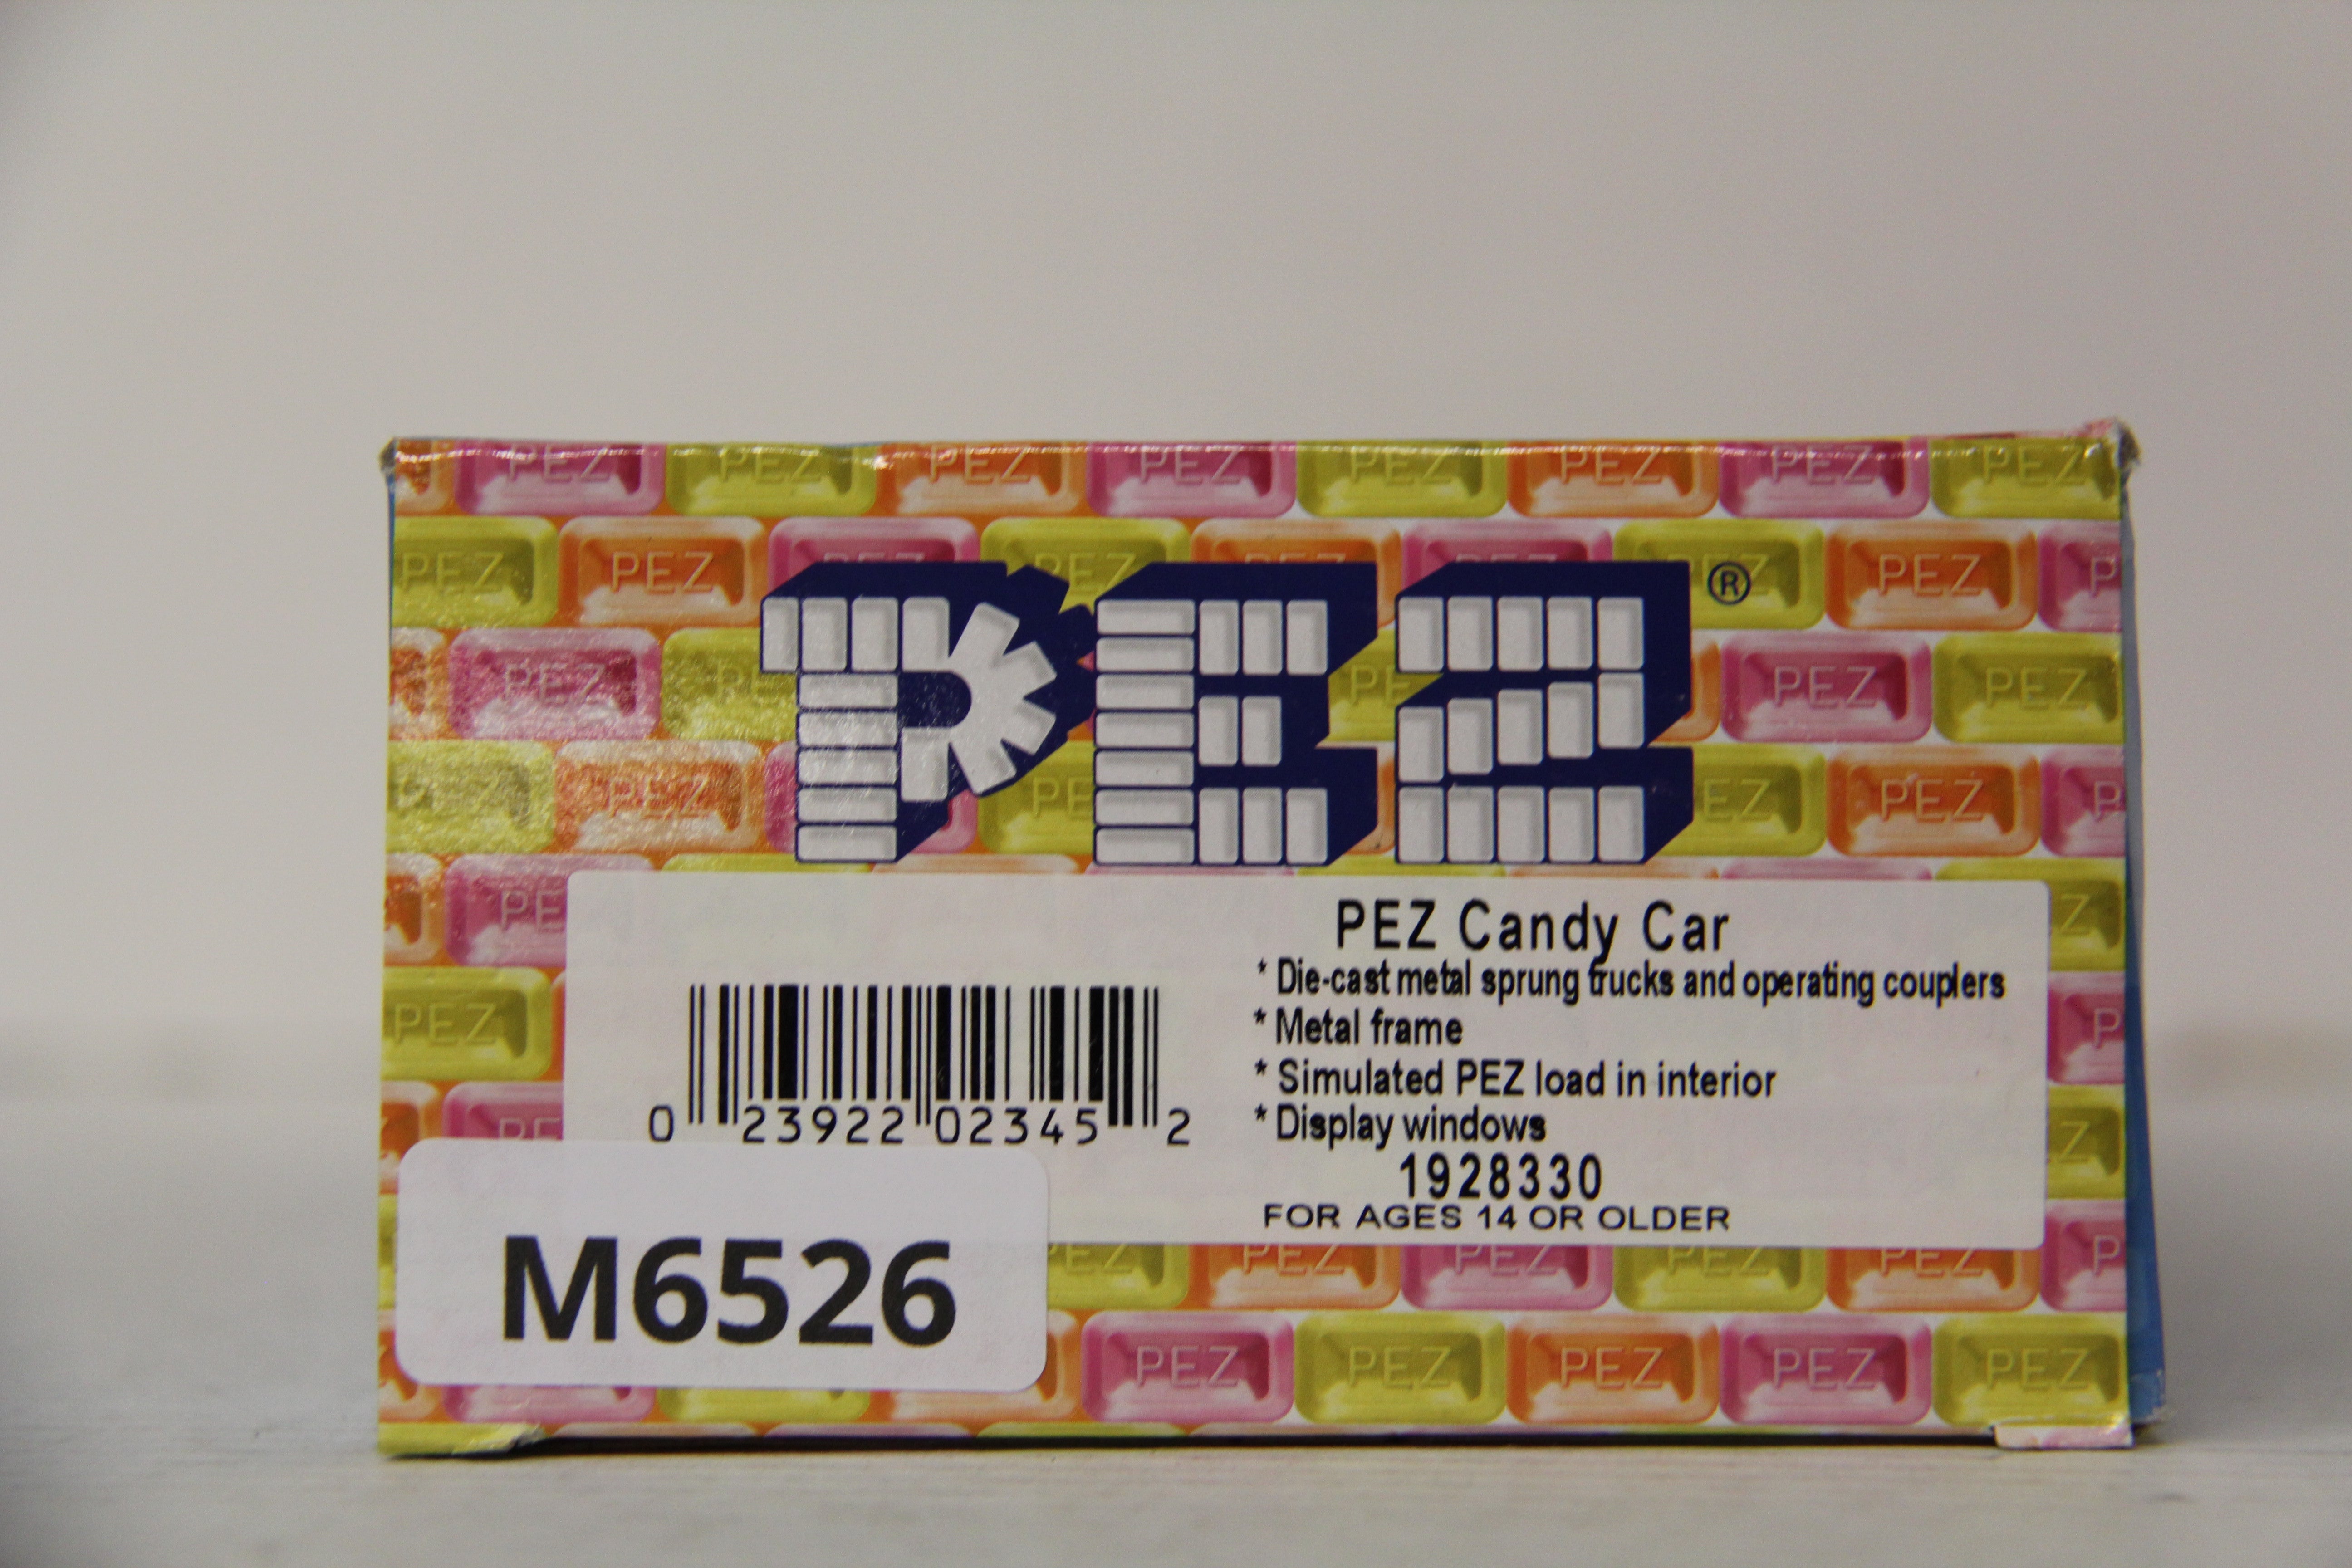 PEZ®
PEZ Candy Car
* Die-cast metal sprung trucks and operating couplers
* Metal frame
* Simulated PEZ load in interior
* Display windows
1928330
FOR AGES 14 OR OLDER
0 23922 02345 2
M6526